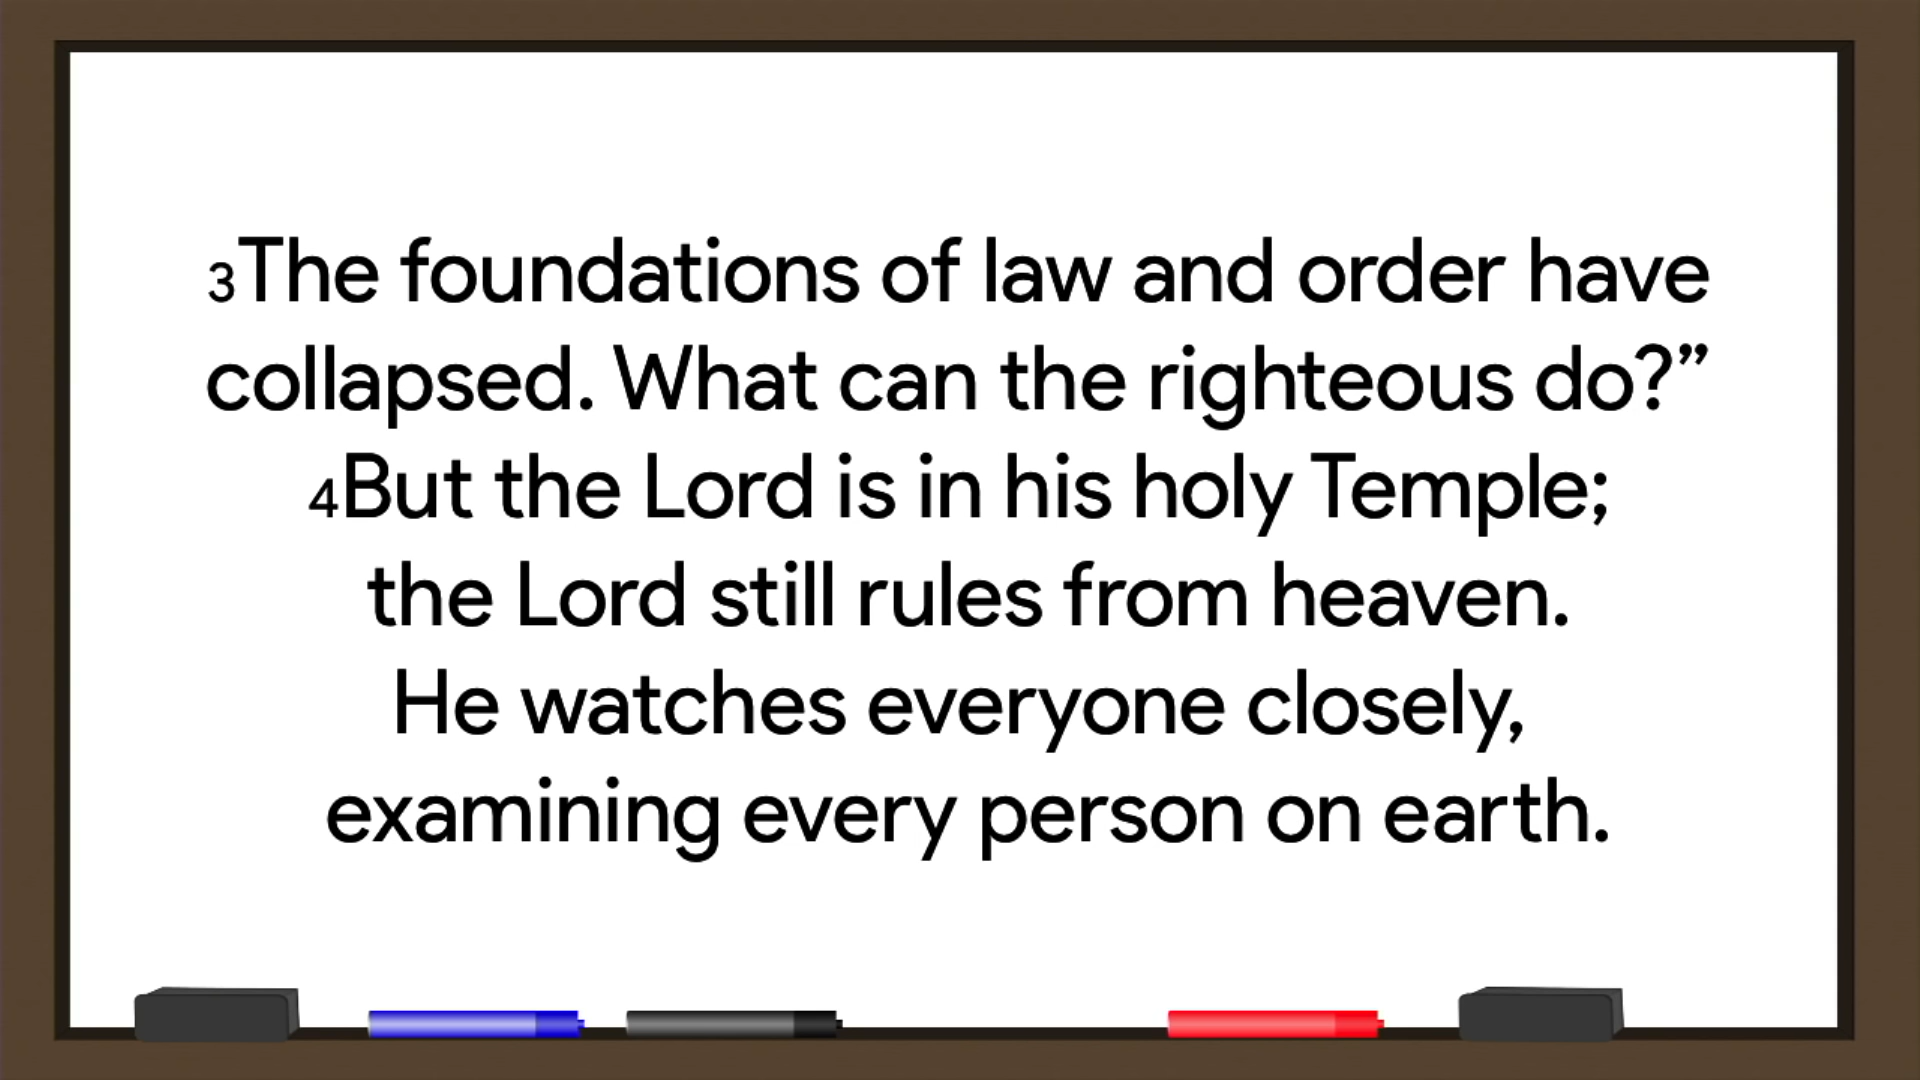 3The foundations of law and order have
collapsed. What can the righteous do?”
4But the Lord is in his holy Temple;
the Lord still rules from heaven.
He watches everyone closely,
examining every person on earth.